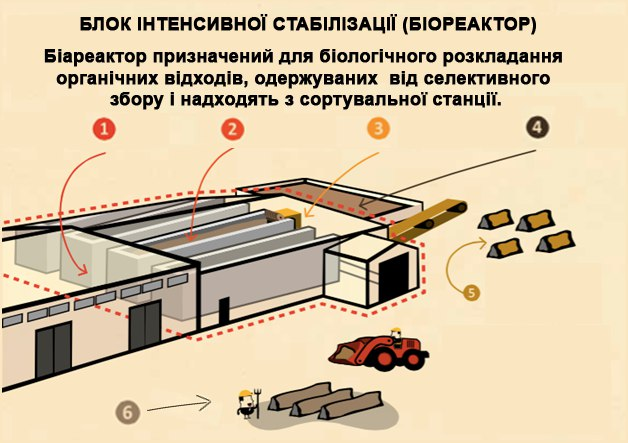 БЛОК ІНТЕНСИВНОЇ СТАБІЛІЗАЦІЇ (БІОРЕАКТОР)
Біареактор призначений для біологічного розкладання
органічних відходів, одержуваних від селективного
збору і надходять з сортувальної станції.
1 2 3 4
5
6